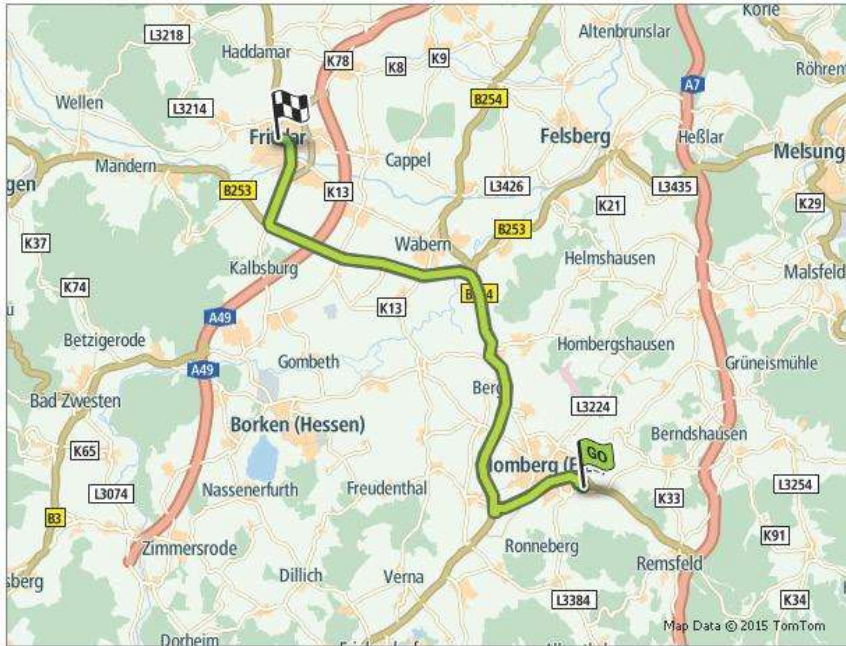 Körle
L3218
Altenbrunslar
Haddamar
K78
K9
K8
A7
Röhren
Wellen
L3214
B254
Felsberg
Heßlar
Mandern
Cappel
Melsung
gen
L3426
L3435
B253
K13
K21
K29
B253
K37
Wabern
Kalbsburg
Helmshausen
Malsfeld
K74
K13
A49
Betzigerode
Hombergshausen
Gombeth
Grüneismühle
A49
Berg
Bad Zwesten
L3224
Borken (Hessen)
Berndshausen
GO
K65
L3074
Nassenerfurth
Freudenthal
K33
L3254
B3
Zimmersrode
Ronneberg
K91
Remsfeld
sberg
Dillich
Verna
L3384
K34
Map Data © 2015 TomTom
Dorheim